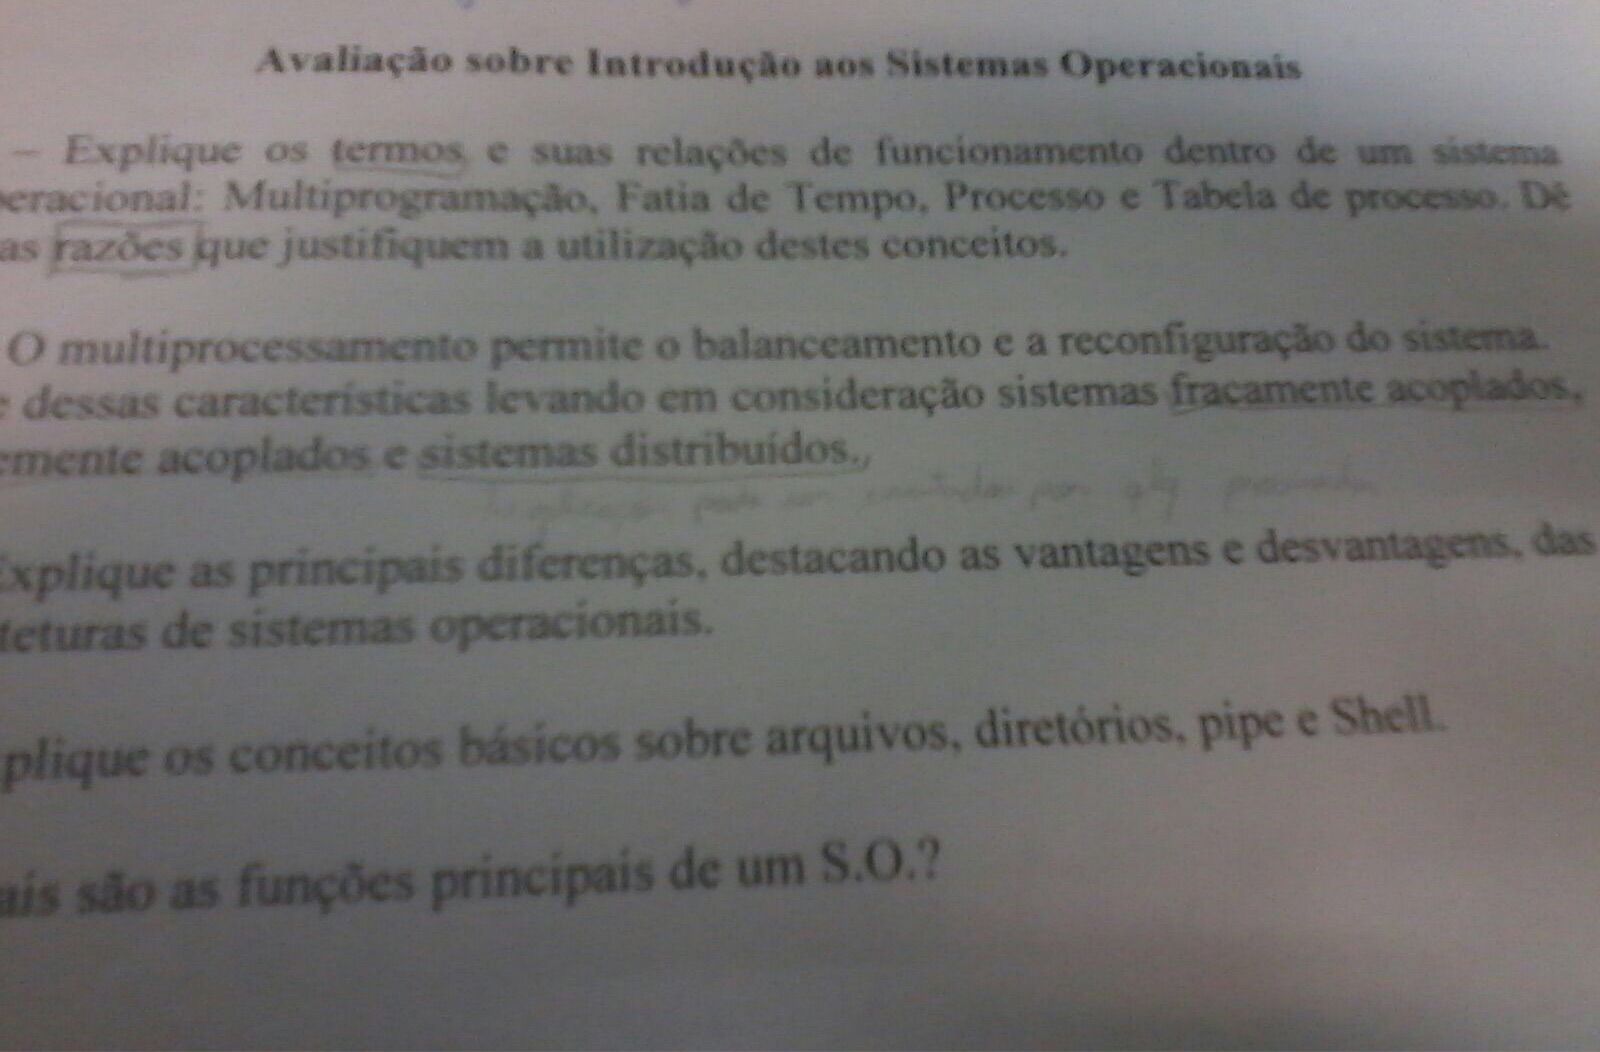 Avaliação sobre Introdução aos Sistemas Operacionais
– Explique os termos e suas relações de funcionamento dentro de um sistema
peracional: Multiprogramação, Fatia de Tempo, Processo e Tabela de processo. Dê
as razões que justifiquem a utilização destes conceitos.
O multiprocessamento permite o balanceamento e a reconfiguração do sistema.
e dessas características levando em consideração sistemas fracamente acoplados,
emente acoplados e sistemas distribuídos.
Explique as principais diferenças, destacando as vantagens e desvantagens, das
teturas de sistemas operacionais.
plique os conceitos básicos sobre arquivos, diretórios, pipe e Shell.
ais são as funções principais de um S.O.?